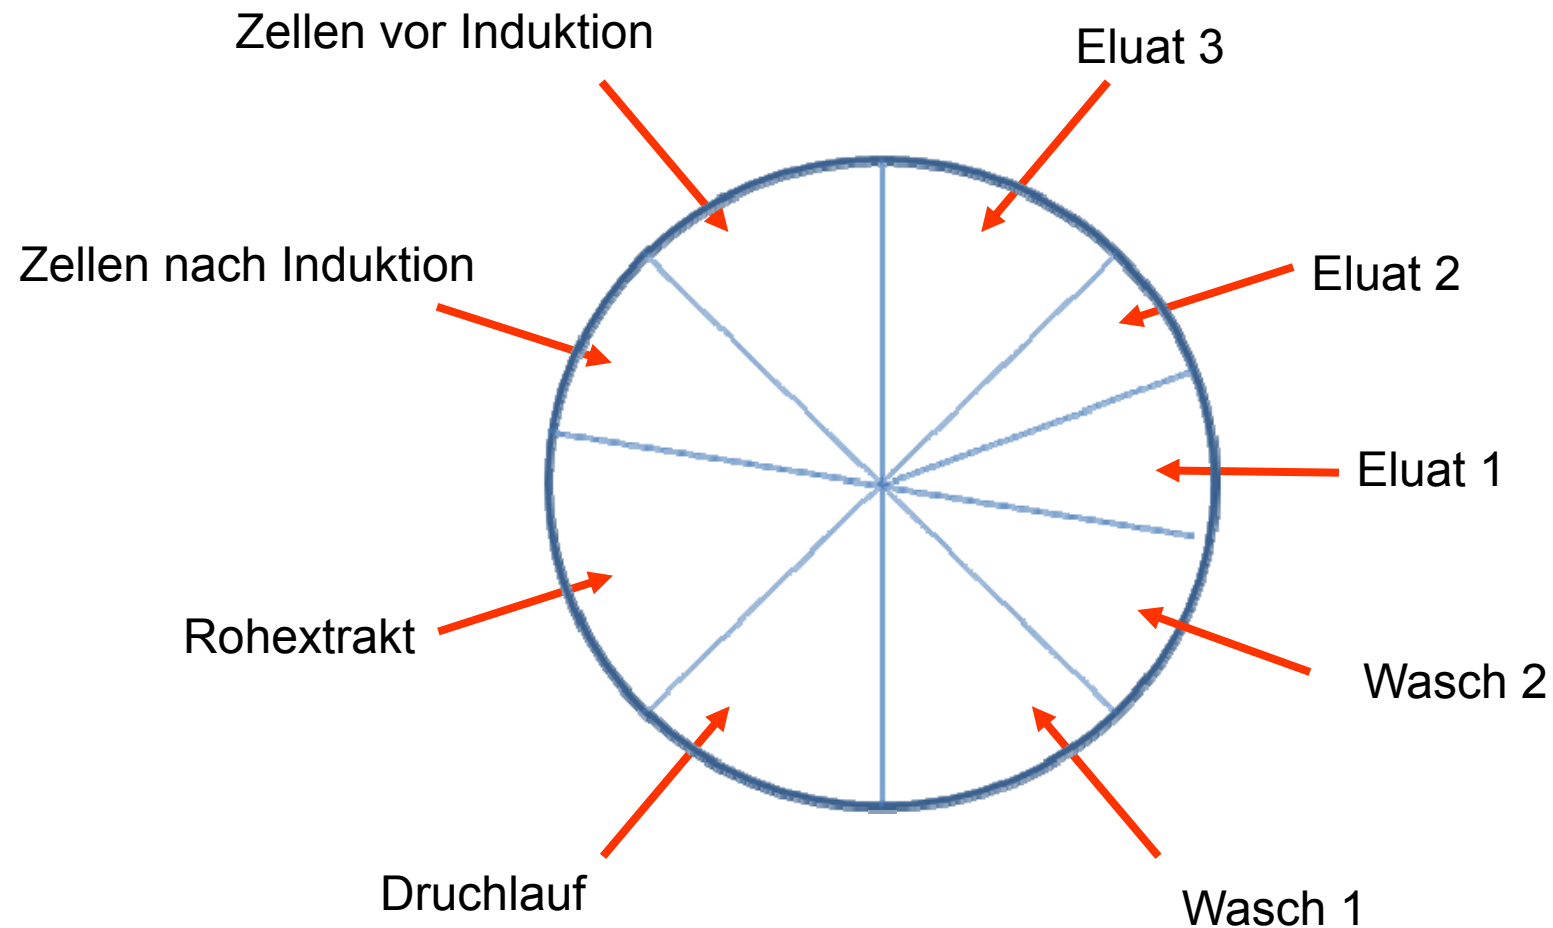 Zellen vor Induktion
Eluat 3
Zellen nach Induktion
Eluat 2
Eluat 1
Rohextrakt
Wasch 2
Druchlauf
Wasch 1